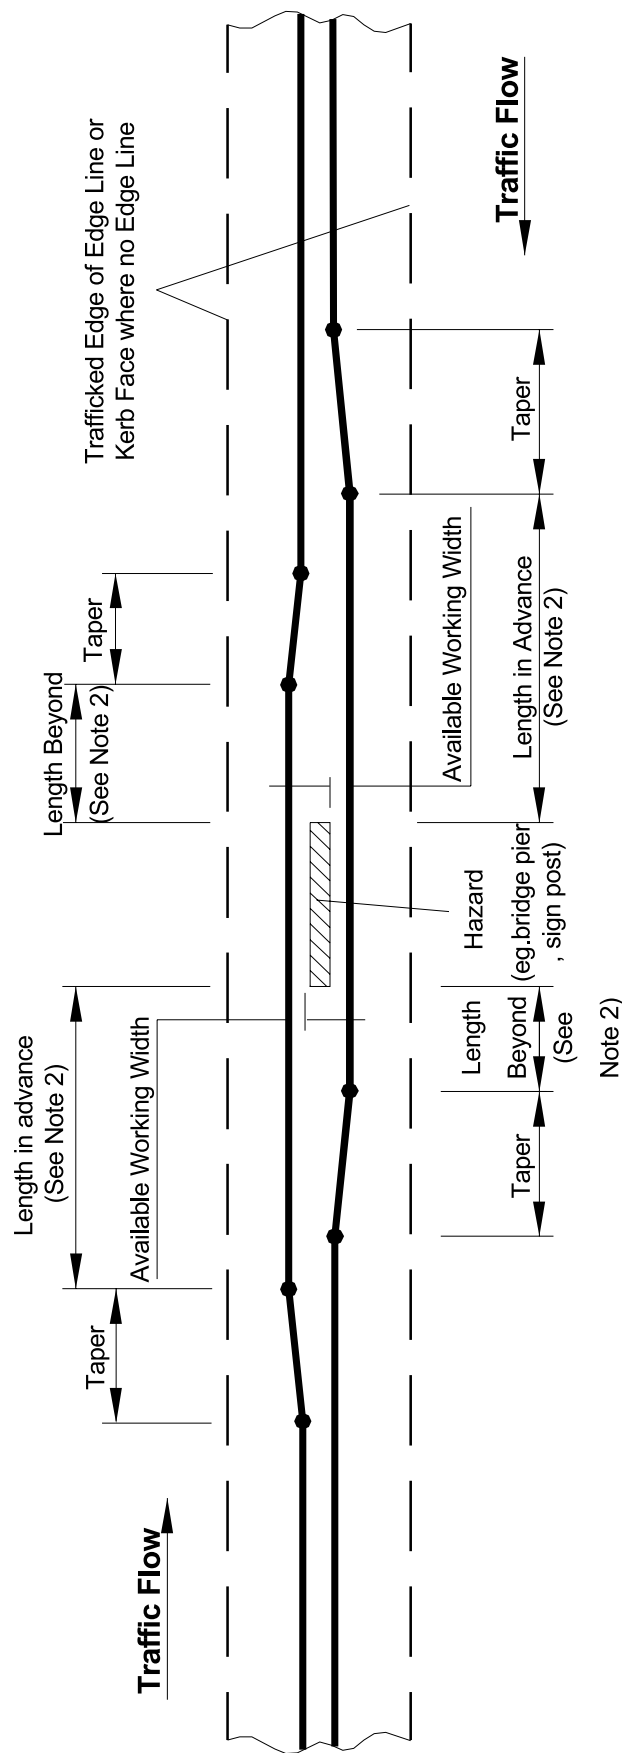 Trafficked Edge of Edge Line or
Kerb Face where no Edge Line
Traffic Flow
Taper
Taper
Length Beyond
(See Note 2)
Available Working Width
Length in Advance
(See Note 2)
Hazard
(eg.bridge pier
, sign post)
Length in advance
(See Note 2)
Available Working Width
Length
Beyond
(See
Note 2)
Taper
Taper
Traffic Flow